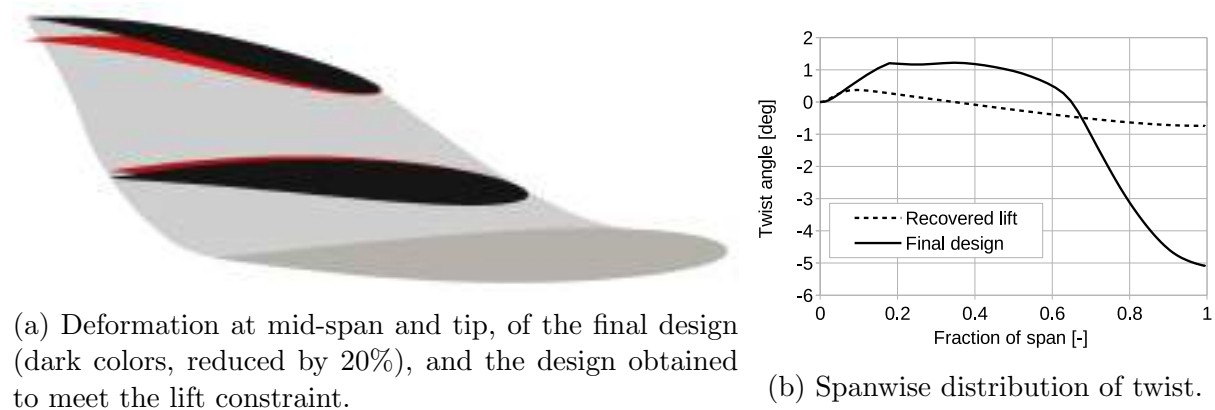 2
1
0
-1
-2
-3
-4
-5
-6
Twist angle [deg]
Recovered lift
Final design
0 0.2 0.4 0.6 0.8 1
Fraction of span [-]
(a) Deformation at mid-span and tip, of the final design
(dark colors, reduced by 20%), and the design obtained
to meet the lift constraint.
(b) Spanwise distribution of twist.